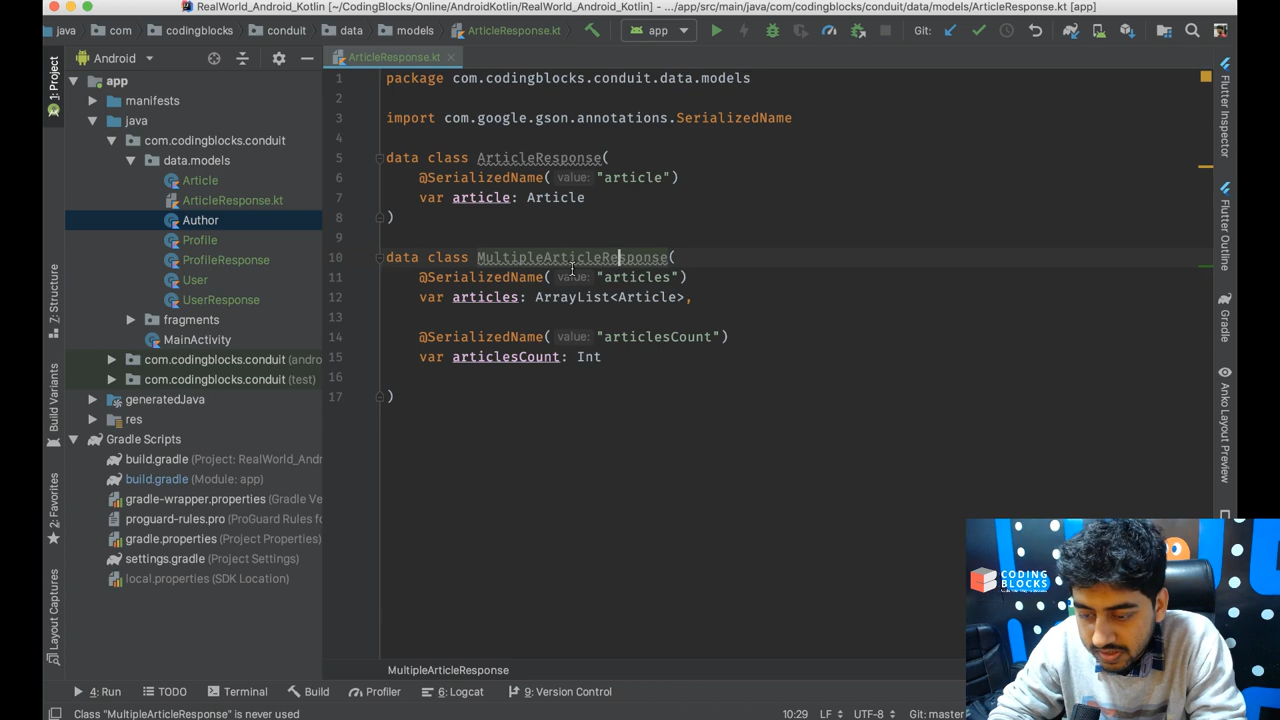 RealWorld_Android_Kotlin [~/CodingBlocks/Online/AndroidKotlin/RealWorld_Android_Kotlin] - .../app/src/main/java/com/codingblocks/conduit/data/models/ArticleResponse.kt [app]
java com codingblocks conduit data models ArticleResponse.kt app Git:
Android
ArticleResponse.kt
1: Project
7: Structure
Build Variants
2: Favorites
Layout Captures
app
manifests
java
com.codingblocks.conduit
data.models
Article
ArticleResponse.kt
Author
Profile
ProfileResponse
User
UserResponse
fragments
MainActivity
com.codingblocks.conduit (andro
com.codingblocks.conduit (test)
generatedJava
res
Gradle Scripts
build.gradle (Project: RealWorld_Andr
build.gradle (Module: app)
gradle-wrapper.properties (Gradle Ve
proguard-rules.pro (ProGuard Rules fo
gradle.properties (Project Properties)
settings.gradle (Project Settings)
local.properties (SDK Location)
1 package com.codingblocks.conduit.data.models
2
3 import com.google.gson.annotations.SerializedName
4
5 data class ArticleResponse(
6 @SerializedName( value: "article")
7 var article: Article
8 )
9
10 data class MultipleArticleResponse(
11 @SerializedName( value: "articles")
12 var articles: ArrayList<Article>,
13
14 @SerializedName( value: "articlesCount")
15 var articlesCount: Int
16
17 )
Flutter Inspector
Flutter Outline
Gradle
Anko Layout Preview
CODING
BLOCKS
MultipleArticleResponse
4: Run TODO Terminal Build Profiler 6: Logcat 9: Version Control
Class "MultipleArticleResponse" is never used 10:29 LF UTF-8 Git: master